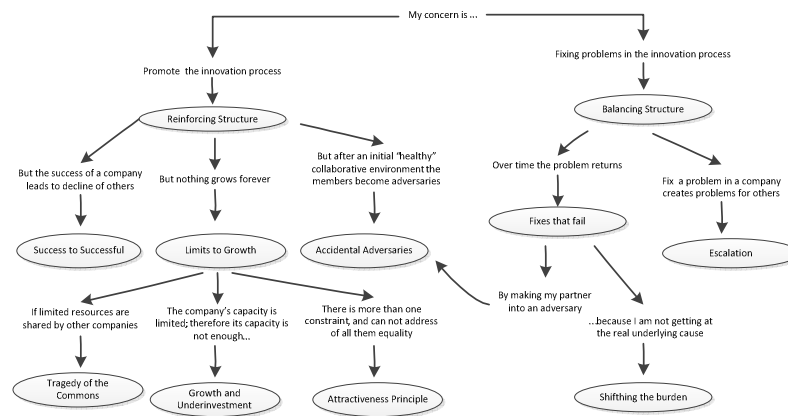 My concern is ...
Promote  the innovation process
Fixing problems in the innovation process
Reinforcing Structure
Balancing Structure
But the success of a company
leads to decline of others
But nothing grows forever
But after an initial “healthy”
collaborative environment the
members become adversaries
Over time the problem returns
Fix  a problem in a company
creates problems for others
Success to Successful
Limits to Growth
Accidental Adversaries
Fixes that fail
Escalation
If limited resources are
shared by other companies
The company’s capacity is
limited; therefore its capacity is
not enough...
There is more than one
constraint, and can not address
of all them equality
By making my partner
into an adversary
...because I am not getting at
the real underlying cause
Tragedy of the
Commons
Growth and
Underinvestment
Attractiveness Principle
Shifthing the burden